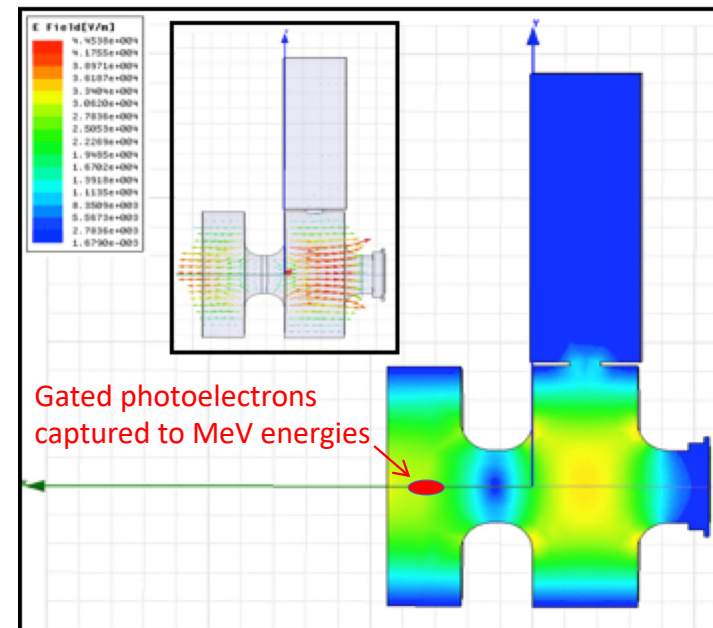 E Field[V/m]
4.4538e+004
4.1755e+004
3.8971e+004
3.6187e+004
3.3404e+004
3.0620e+004
2.7836e+004
2.5053e+004
2.2269e+004
1.9485e+004
1.6702e+004
1.3918e+004
1.1135e+004
8.3509e+003
5.5673e+003
2.7836e+003
1.6790e-003
Y
Gated photoelectrons
captured to MeV energies